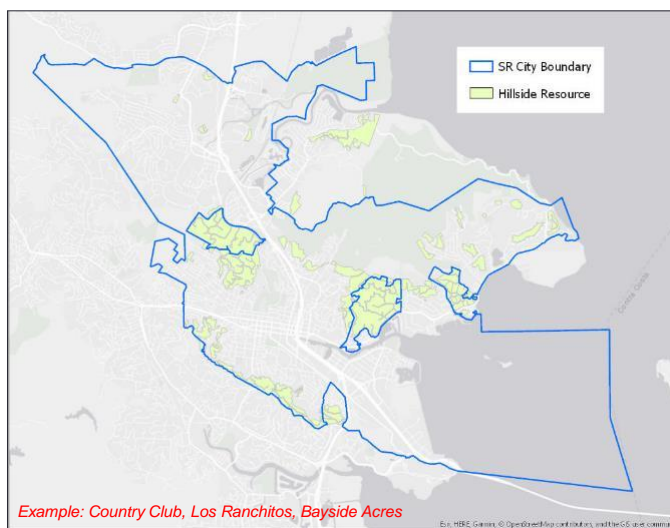 SR City Boundary
Hillside Resource
Example: Country Club, Los Ranchitos, Bayside Acres
Esri, HERE, Garmin, © OpenStreetMap contributors, and the GIS user commu